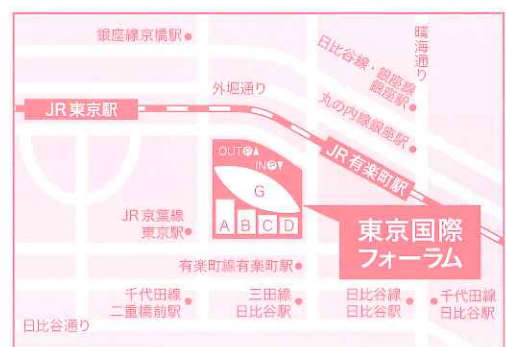 銀座線京橋駅
晴海通り
日比谷線・銀座線
銀座駅
外堀通り
丸の内線銀座駅
JR東京駅
JR有楽町駅
OUT P
IN P
G
A B C D
JR京葉線
東京駅
東京国際
フォーラム
有楽町線有楽町駅
千代田線
二重橋前駅
三田線
日比谷駅
日比谷線
日比谷駅
千代田線
日比谷駅
日比谷通り